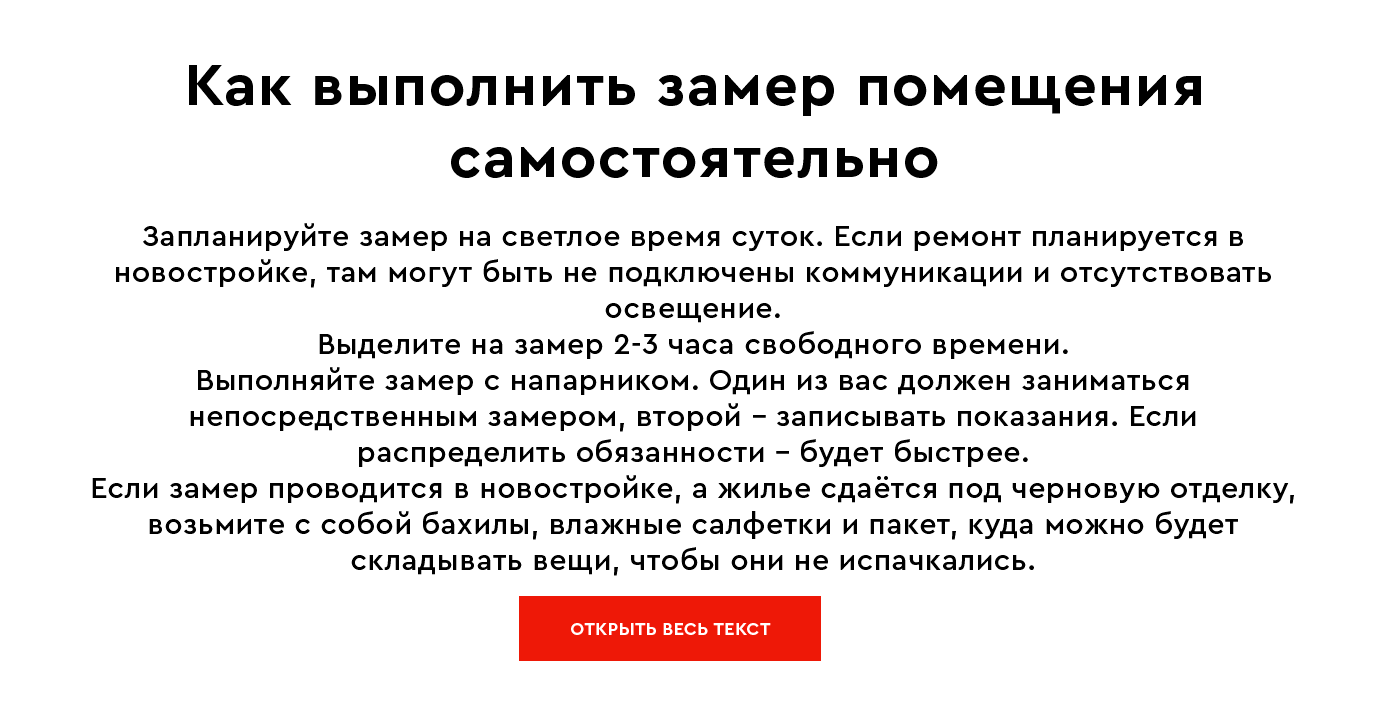 Как выполнить замер помещения
самостоятельно
Запланируйте замер на светлое время суток. Если ремонт планируется в
новостройке, там могут быть не подключены коммуникации и отсутствовать
освещение.
Выделите на замер 2-3 часа свободного времени.
Выполняйте замер с напарником. Один из вас должен заниматься
непосредственным замером, второй – записывать показания. Если
распределить обязанности – будет быстрее.
Если замер проводится в новостройке, а жилье сдаётся под черновую отделку,
возьмите с собой бахилы, влажные салфетки и пакет, куда можно будет
складывать вещи, чтобы они не испачкались.
ОТКРЫТЬ ВЕСЬ ТЕКСТ